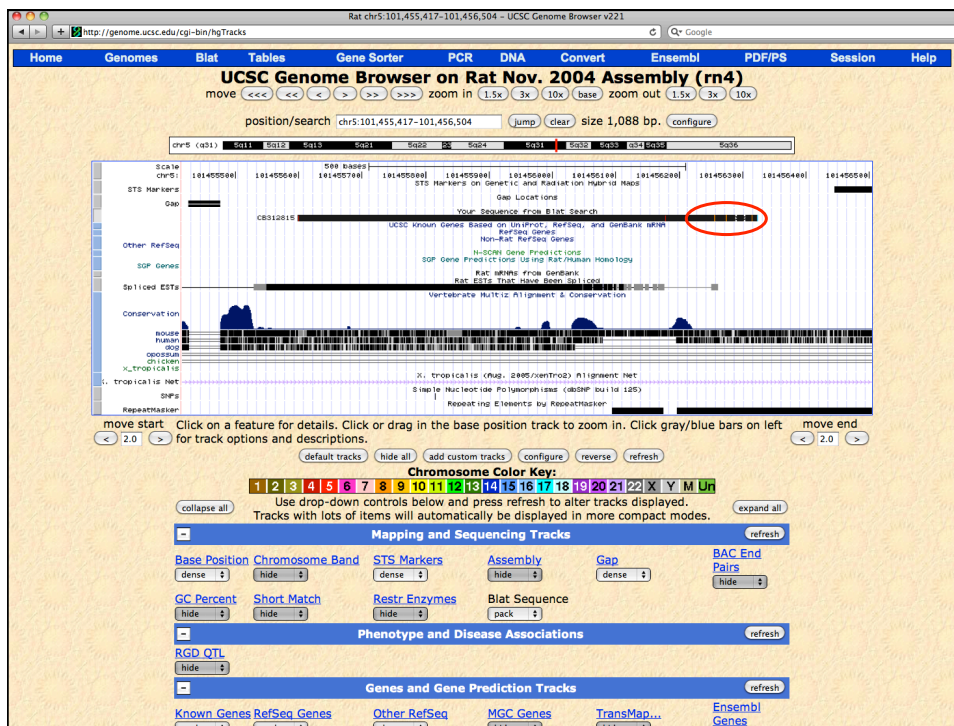 Rat chr5:101,455,417-101,456,504 – UCSC Genome Browser v221
http://genome.ucsc.edu/cgi-bin/hgTracks Google
Home Genomes Blat Tables Gene Sorter PCR DNA Convert Ensembl PDF/PS Session Help
UCSC Genome Browser on Rat Nov. 2004 Assembly (rn4)
move <<< << < > >> >>> zoom in 1.5x 3x 10x base zoom out 1.5x 3x 10x
position/search chr5:101,455,417-101,456,504 jump clear size 1,088 bp. configure
chr5 (q31) 5q11 5q12 5q13 5q21 5q22 23 5q24 5q31 5q32 5q33 q34 5q35 5q36
Scale 500 bases
chr5: 101455500 101455600 101455700 101455800 101455900 101456000 101456100 101456200 101456300 101456400 101456500
STS Markers on Genetic and Radiation Hybrid Maps
STS Markers
Gap Locations
Gap
Your Sequence from Blat Search
CB312815
UCSC Known Genes Based on UniProt, RefSeq, and GenBank mRNA
RefSeq Genes
Non-Rat RefSeq Genes
Other RefSeq
N-SCAN Gene Predictions
SGP Gene Predictions Using Rat/Human Homology
SGP Genes
Rat mRNAs from GenBank
Rat ESTs That Have Been Spliced
Spliced ESTs
Vertebrate Multiz Alignment & Conservation
Conservation
mouse
human
dog
opossum
chicken
x_tropicalis
X. tropicalis (Aug. 2005/xenTro2) Alignment Net
X. tropicalis Net
Simple Nucleotide Polymorphisms (dbSNP build 125)
SNPs
Repeating Elements by RepeatMasker
RepeatMasker
move start Click on a feature for details. Click or drag in the base position track to zoom in. Click gray/blue bars on left move end
< 2.0 > for track options and descriptions. < 2.0 >
default tracks hide all add custom tracks configure reverse refresh
Chromosome Color Key:
1 2 3 4 5 6 7 8 9 10 11 12 13 14 15 16 17 18 19 20 21 22 X Y M Un
collapse all Use drop-down controls below and press refresh to alter tracks displayed. expand all
Tracks with lots of items will automatically be displayed in more compact modes.
- Mapping and Sequencing Tracks refresh
Base Position Chromosome Band STS Markers Assembly Gap BAC End Pairs
dense hide dense hide dense hide
GC Percent Short Match Restr Enzymes Blat Sequence
hide hide hide pack
- Phenotype and Disease Associations refresh
RGD QTL
hide
- Genes and Gene Prediction Tracks refresh
Known Genes RefSeq Genes Other RefSeq MGC Genes TransMap... Ensembl Genes